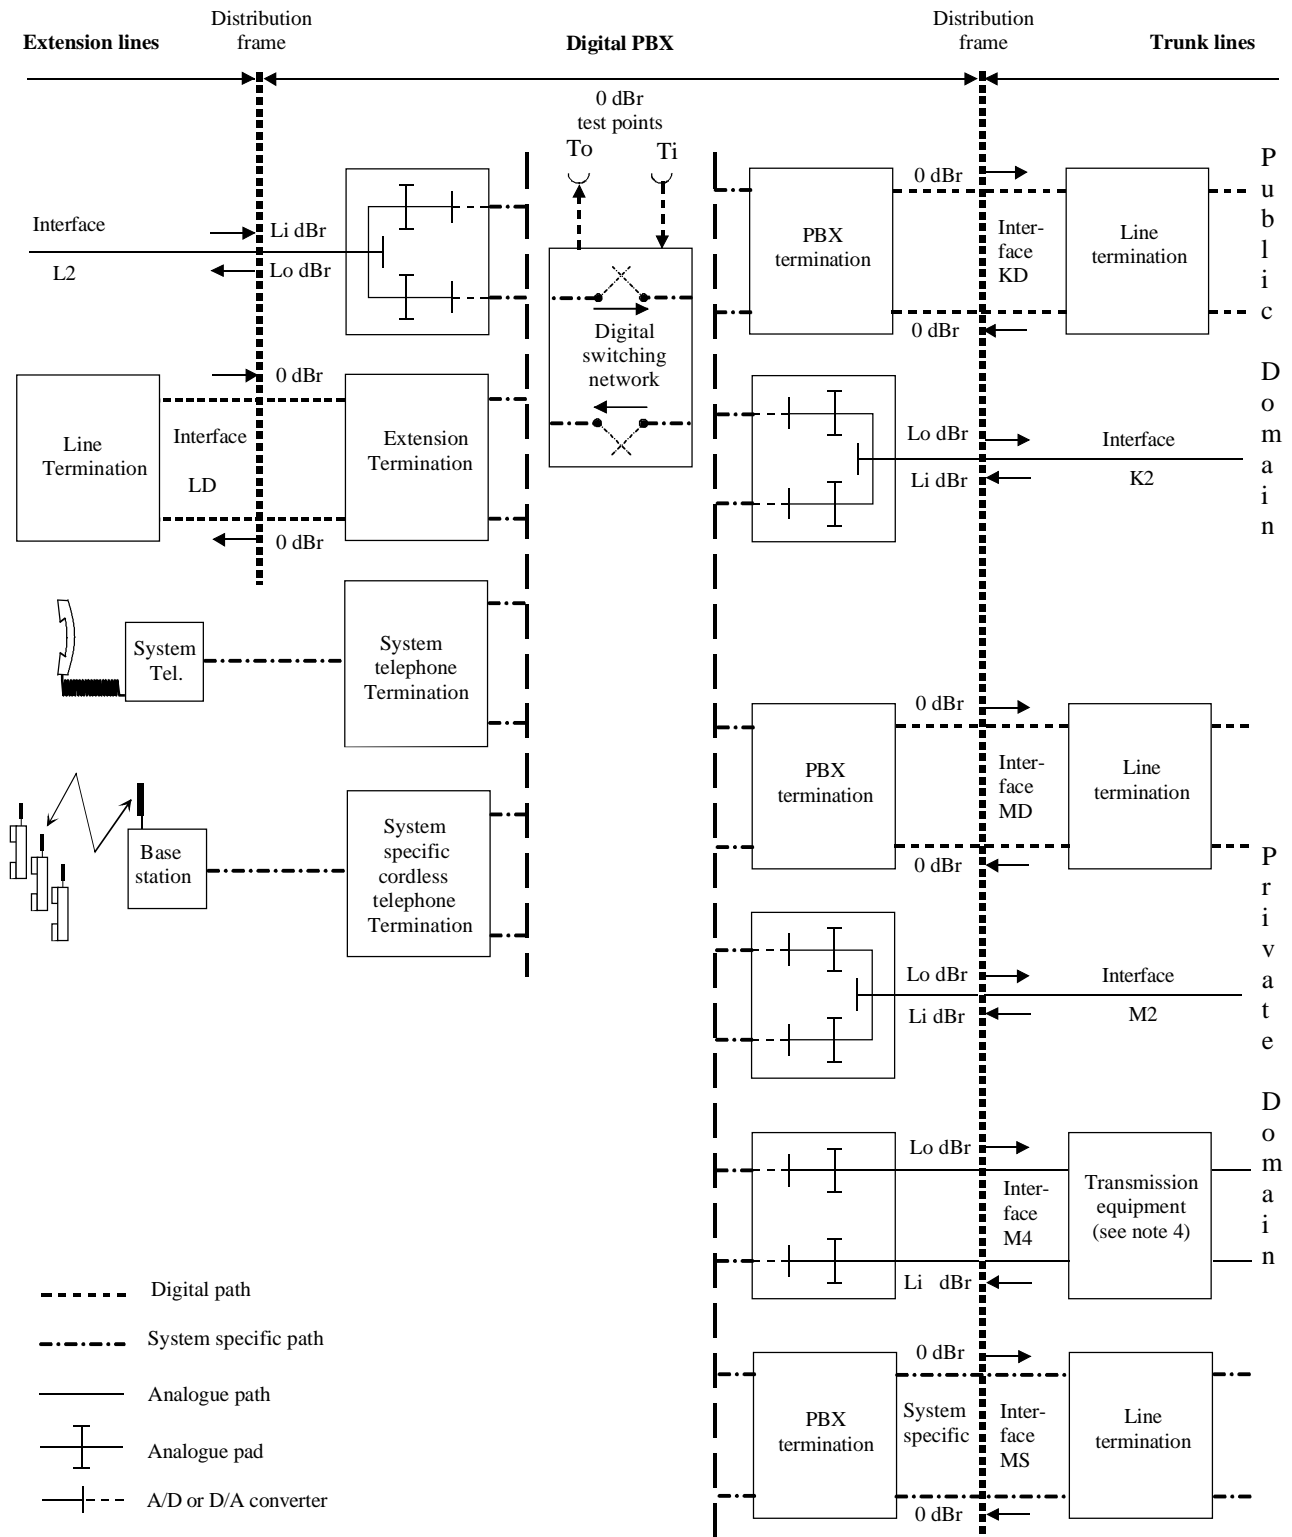 Distribution
frame
Distribution
frame
Extension lines
Digital PBX
Trunk lines
0 dBr
test points
To
Ti
Interface
L2
Li dBr
Lo dBr
Digital
switching
network
PBX
termination
0 dBr
Inter-
face
KD
0 dBr
Line
termination
Public
Domain
Line
Termination
Interface
LD
0 dBr
0 dBr
Extension
Termination
Lo dBr
Li dBr
Interface
K2
System
Tel.
System
telephone
Termination
Base
station
System
specific
cordless
telephone
Termination
PBX
termination
0 dBr
Inter-
face
MD
0 dBr
Line
termination
Private
Domain
Lo dBr
Li dBr
Interface
M2
Lo dBr
Inter-
face
M4
Li dBr
Transmission
equipment
(see note 4)
PBX
termination
0 dBr
System
specific
Inter-
face
MS
0 dBr
Line
termination
Digital path
System specific path
Analogue path
Analogue pad
A/D or D/A converter